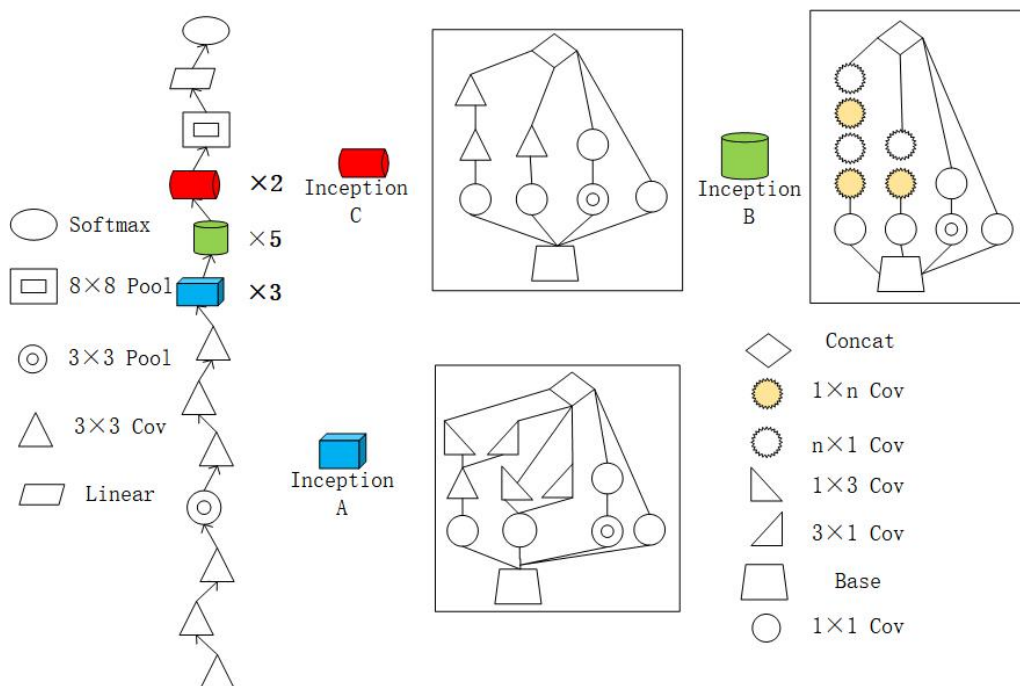 ×2
Inception
C
Inception
B
Softmax
×5
8×8 Pool
×3
3×3 Pool
3×3 Cov
Linear
Inception
A
Concat
1×n Cov
n×1 Cov
1×3 Cov
3×1 Cov
Base
1×1 Cov